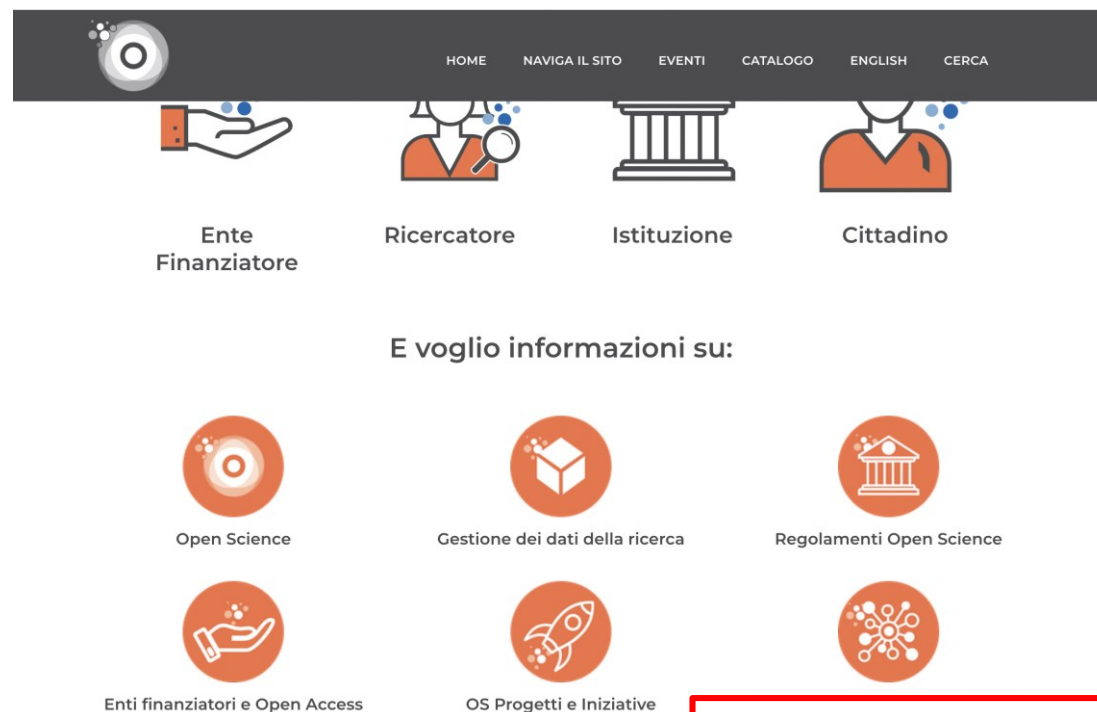 HOME NAVIGA IL SITO EVENTI CATALOGO ENGLISH CERCA
Ente
Finanziatore
Ricercatore
Istituzione
Cittadino
E voglio informazioni su:
Open Science
Gestione dei dati della ricerca
Regolamenti Open Science
Enti finanziatori e Open Access
OS Progetti e Iniziative